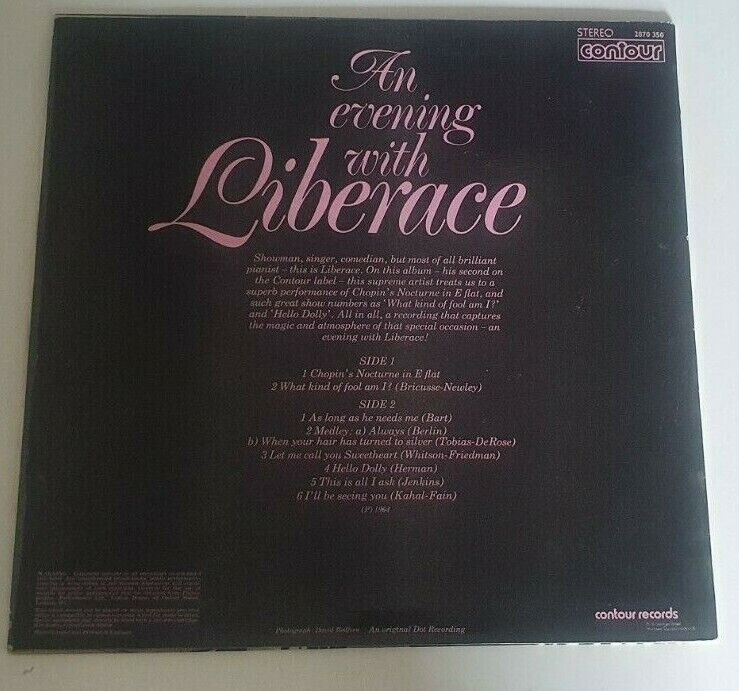 STEREO 2870 350
contour
An
evening
with
Liberace
Showman, singer, comedian, but most of all brilliant
pianist – this is Liberace. On this album – his second on
the Contour label – this supreme artist treats us to a
superb performance of Chopin's Nocturne in E flat, and
such great show numbers as 'What kind of fool am I?'
and 'Hello Dolly'. All in all, a recording that captures
the magic and atmosphere of that special occasion – an
evening with Liberace!
SIDE 1
1 Chopin's Nocturne in E flat
2 What kind of fool am I? (Bricusse-Newley)
SIDE 2
1 As long as he needs me (Bart)
2 Medley: a) Always (Berlin)
b) When your hair has turned to silver (Tobias-DeRose)
3 Let me call you Sweetheart (Whitson-Friedman)
4 Hello Dolly (Herman)
5 This is all I ask (Jenkins)
6 I'll be seeing you (Kahal-Fain)
(P) 1964
contour records
Photograph: David An original Dot Recording